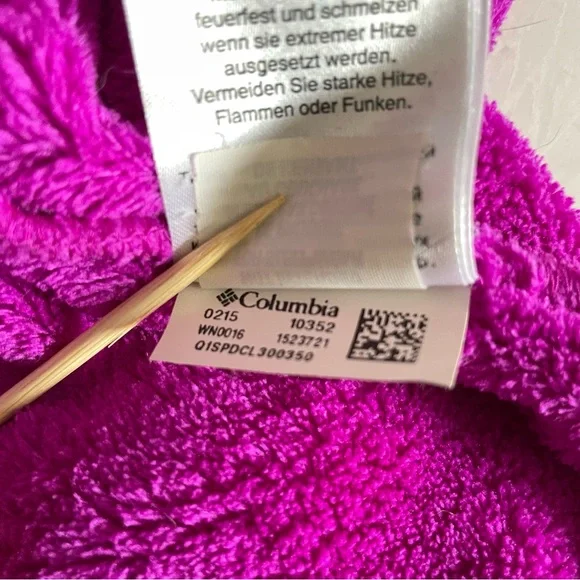 feuerfest und schmelzen
wenn sie extremer Hitze
ausgesetzt werden.
Vermeiden Sie starke Hitze,
Flammen oder Funken.
Columbia
0215 10352
WN0016 1523721
Q1SPDCL300350